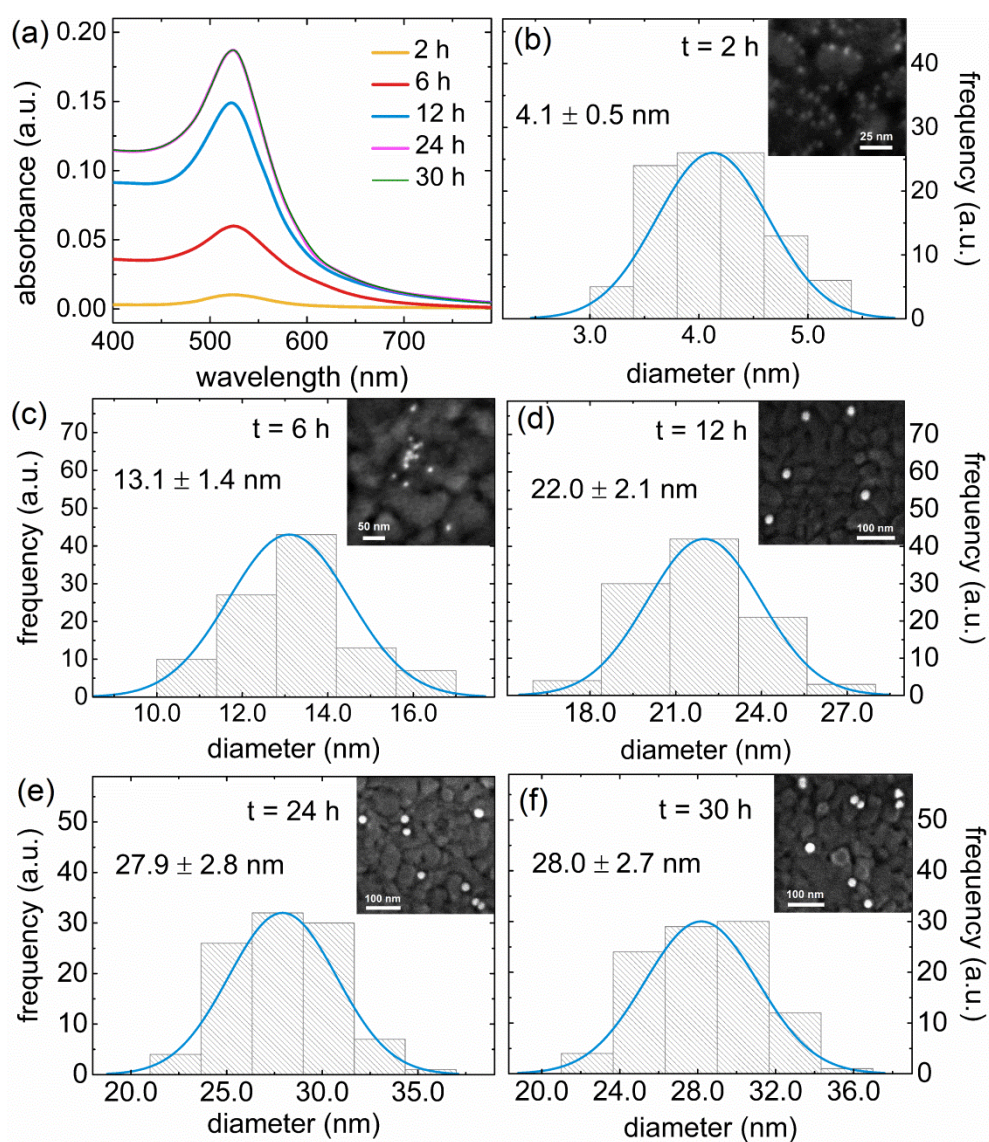 (a)
0.20
0.15
0.10
0.05
0.00
absorbance (a.u.)
2 h
6 h
12 h
24 h
30 h
400 500 600 700
wavelength (nm)
(b)
t = 2 h
4.1 ± 0.5 nm
25 nm
40
30
20
10
0
frequency (a.u.)
3.0 4.0 5.0
diameter (nm)
(c)
t = 6 h
13.1 ± 1.4 nm
50 nm
70
60
50
40
30
20
10
0
frequency (a.u.)
10.0 12.0 14.0 16.0
diameter (nm)
(d)
t = 12 h
22.0 ± 2.1 nm
100 nm
70
60
50
40
30
20
10
0
frequency (a.u.)
18.0 21.0 24.0 27.0
diameter (nm)
(e)
t = 24 h
27.9 ± 2.8 nm
100 nm
50
40
30
20
10
0
frequency (a.u.)
20.0 25.0 30.0 35.0
diameter (nm)
(f)
t = 30 h
28.0 ± 2.7 nm
100 nm
50
40
30
20
10
0
frequency (a.u.)
20.0 24.0 28.0 32.0 36.0
diameter (nm)